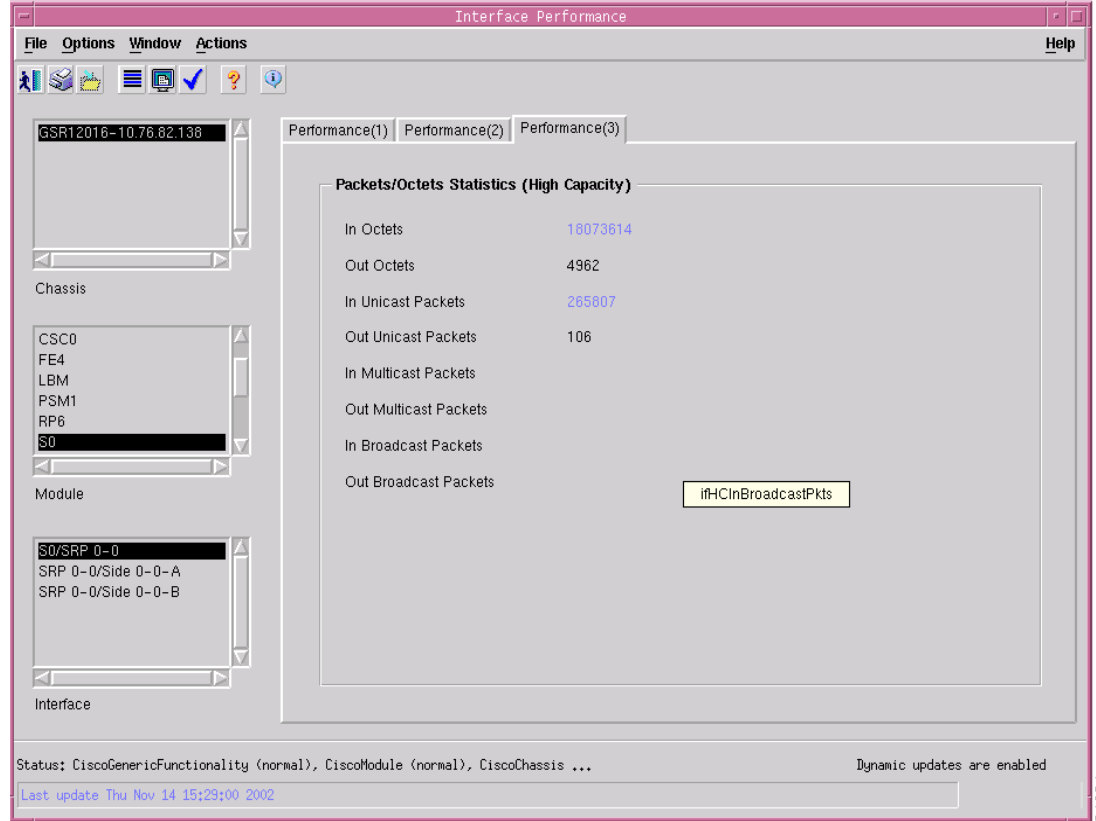 Interface Performance
File Options Window Actions Help
GSR12016-10.76.82.138
Chassis
CSC0
FE4
LBM
PSM1
RP6
S0
Module
S0/SRP 0-0
SRP 0-0/Side 0-0-A
SRP 0-0/Side 0-0-B
Interface
Performance(1) Performance(2) Performance(3)
Packets/Octets Statistics (High Capacity)
In Octets 18073614
Out Octets 4962
In Unicast Packets 265807
Out Unicast Packets 106
In Multicast Packets
Out Multicast Packets
In Broadcast Packets
Out Broadcast Packets
ifHCInBroadcastPkts
Status: CiscoGenericFunctionality (normal), CiscoModule (normal), CiscoChassis ...
Dynamic updates are enabled
Last update Thu Nov 14 15:29:00 2002